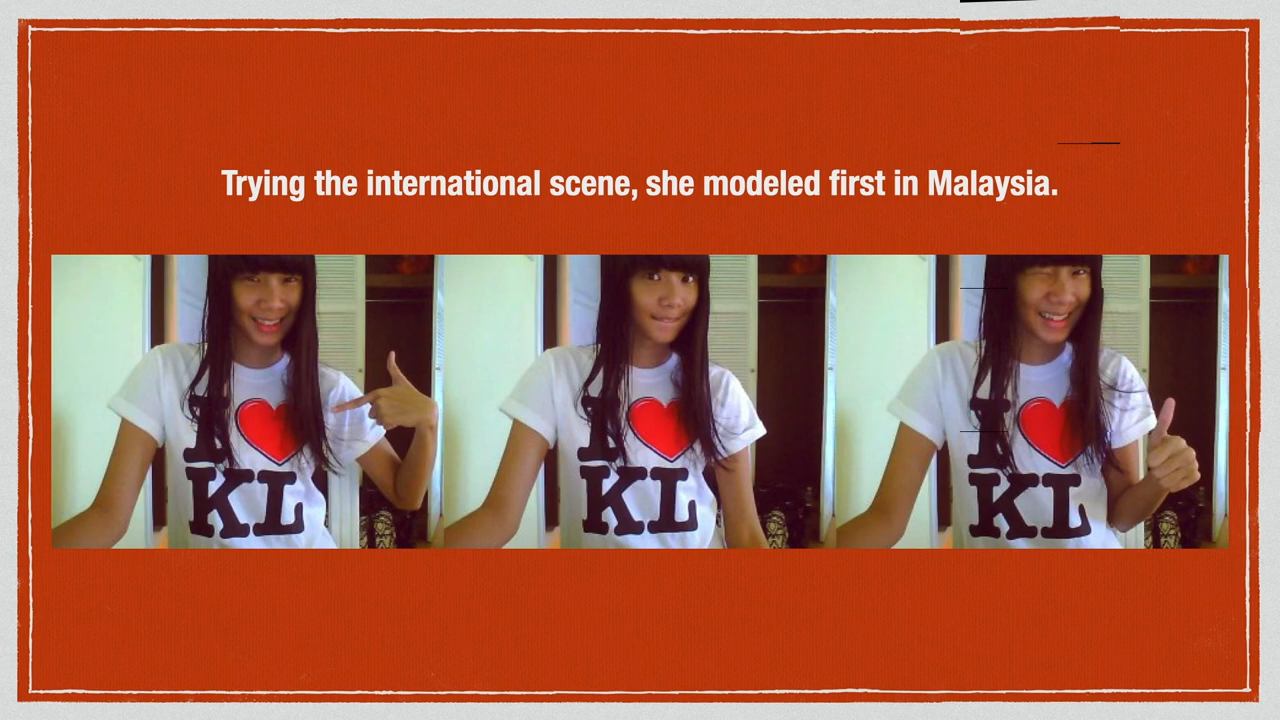 Trying the international scene, she modeled first in Malaysia.
I ❤ KL
I ❤ KL
I ❤ KL